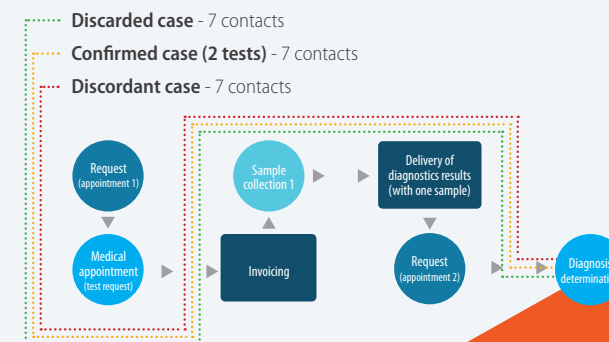 Discarded case - 7 contacts
Confirmed case (2 tests) - 7 contacts
Discordant case - 7 contacts
Request
(appointment 1)
Medical
appointment
(test request)
Invoicing
Sample
collection 1
Delivery of
diagnostics results
(with one sample)
Request
(appointment 2)
Diagnosis